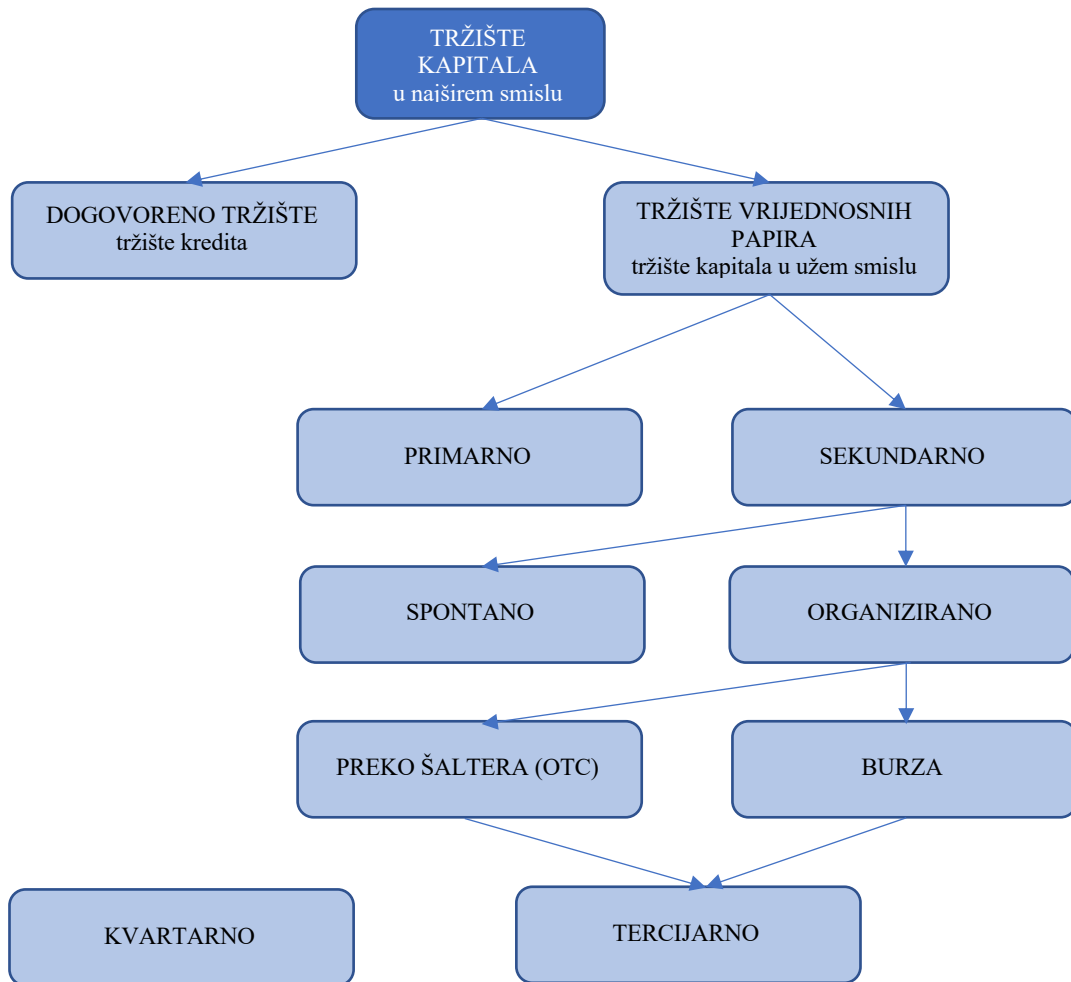 TRŽIŠTE
KAPITALA
u najširem smislu
DOGOVORENO TRŽIŠTE
tržište kredita
TRŽIŠTE VRIJEDNOSNIH
PAPIRA
tržište kapitala u užem smislu
PRIMARNO
SEKUNDARNO
SPONTANO
ORGANIZIRANO
PREKO ŠALTERA (OTC)
BURZA
KVARTARNO
TERCIJARNO